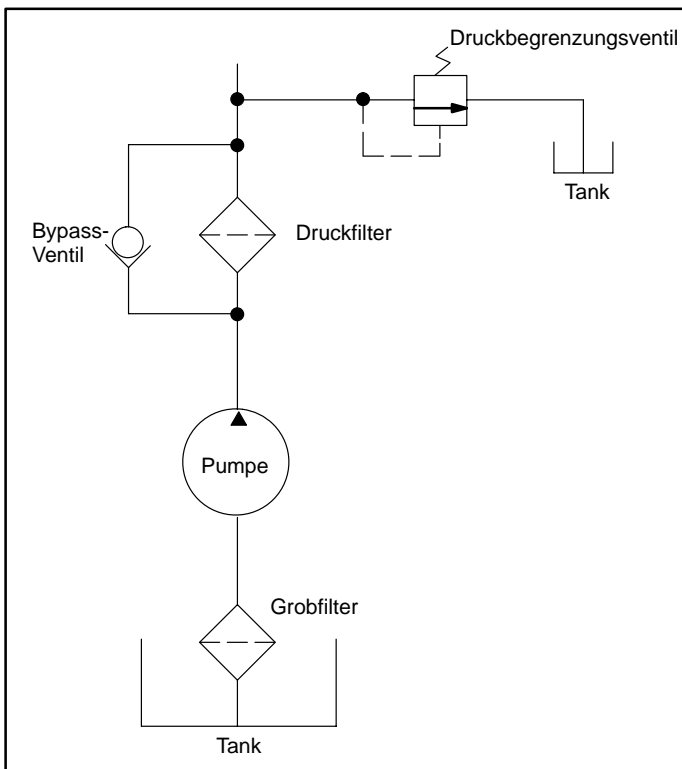 Druckbegrenzungsventil
Tank
Bypass-
Ventil
Druckfilter
Pumpe
Grobfilter
Tank